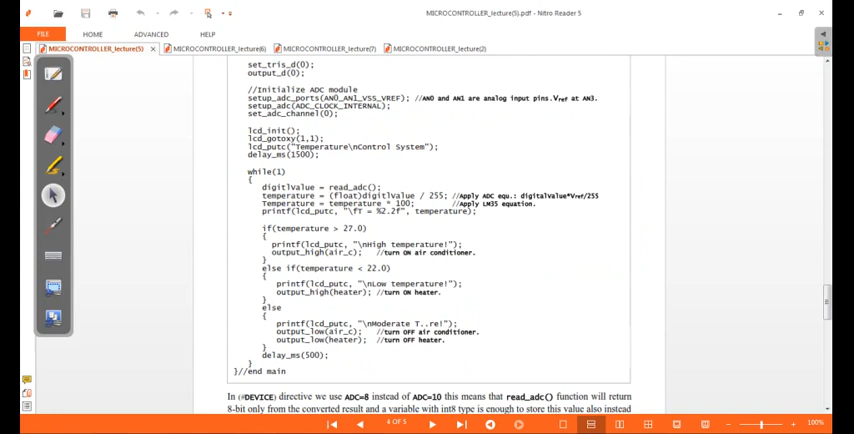 MICROCONTROLLER_lecture(5).pdf - Nitro Reader 5
FILE HOME ADVANCED HELP
MICROCONTROLLER_lecture(5) MICROCONTROLLER_lecture(6) MICROCONTROLLER_lecture(7) MICROCONTROLLER_lecture(2)
set_tris_d(0);
output_d(0);
//Initialize ADC module
setup_adc_ports(AN0_AN1_VSS_VREF); //AN0 and AN1 are analog input pins.Vref at AN3.
setup_adc(ADC_CLOCK_INTERNAL);
set_adc_channel(0);
lcd_init();
lcd_gotoxy(1,1);
lcd_putc("Temperature\nControl System");
delay_ms(1500);
while(1)
{
digitlValue = read_adc();
temperature = (float)digitlValue / 255; //Apply ADC equ.: digitalValue*Vref/255
Temperature = temperature * 100; //Apply LM35 equation.
printf(lcd_putc, "\fT = %2.2f", temperature);
if(temperature > 27.0)
{
printf(lcd_putc, "\nHigh temperature!");
output_high(air_c); //turn ON air conditioner.
}
else if(temperature < 22.0)
{
printf(lcd_putc, "\nLow temperature!");
output_high(heater); //turn ON heater.
}
else
{
printf(lcd_putc, "\nModerate T..re!");
output_low(air_c); //turn OFF air conditioner.
output_low(heater); //turn OFF heater.
}
delay_ms(500);
}
}//end main
In (#DEVICE) directive we use ADC=8 instead of ADC=10 this means that read_adc() function will return
8-bit only from the converted result and a variable with int8 type is enough to store this value also instead
4 OF 5
100%